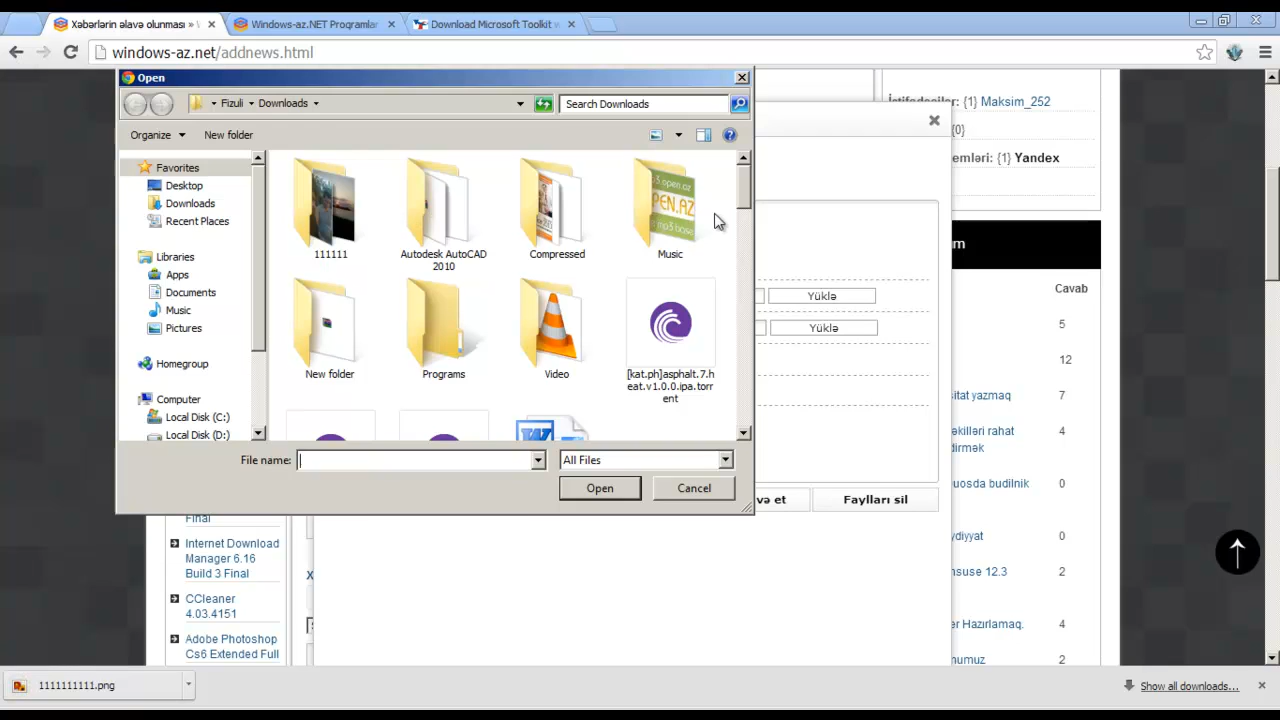 Xəbərlərin əlavə olunması » W
Windows-az.NET Proqramlar
Download Microsoft Toolkit v
windows-az.net/addnews.html
Open
Fizuli
Downloads
Search Downloads
Organize
New folder
Favorites
Desktop
Downloads
Recent Places
Libraries
Apps
Documents
Music
Pictures
Homegroup
Computer
Local Disk (C:)
Local Disk (D:)
111111
Autodesk AutoCAD
2010
Compressed
Music
New folder
Programs
Video
[kat.ph]asphalt.7.h
eat.v1.0.0.ipa.torr
ent
File name:
All Files
Open
Cancel
Yüklə
Yüklə
və et
Faylları sil
İstifadəçilər: {1} Maksim_252
{0}
emləri: {1} Yandex
m
Cavab
5
12
sitat yazmaq
7
əkilləri rahat
dirmək
4
uosda budilnik
0
ydiyyat
0
nsuse 12.3
2
er Hazırlamaq.
4
numuz
2
Final
Internet Download
Manager 6.16
Build 3 Final
CCleaner
4.03.4151
Adobe Photoshop
Cs6 Extended Full
X
1111111111.png
Show all downloads...